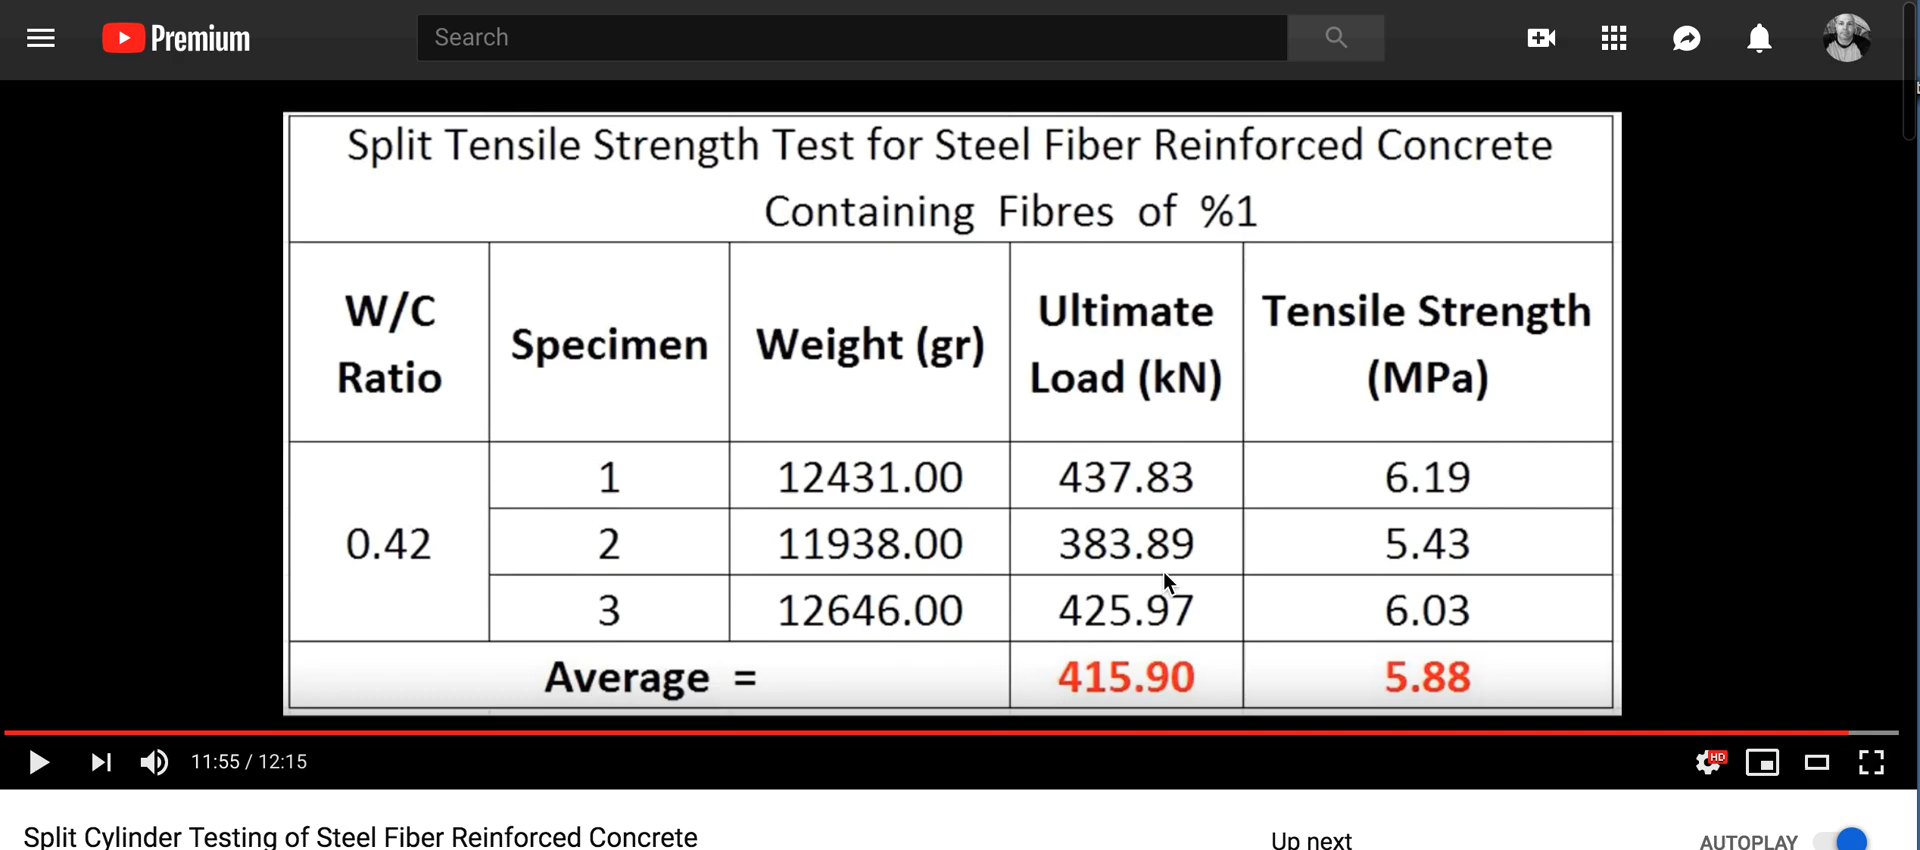 Premium
Search
Split Tensile Strength Test for Steel Fiber Reinforced Concrete
Containing Fibres of %1
W/C Ratio Specimen Weight (gr) Ultimate Load (kN) Tensile Strength (MPa)
0.42
1 12431.00 437.83 6.19
2 11938.00 383.89 5.43
3 12646.00 425.97 6.03
Average = 415.90 5.88
11:55 / 12:15
HD
Split Cylinder Testing of Steel Fiber Reinforced Concrete
Up next
AUTOPLAY